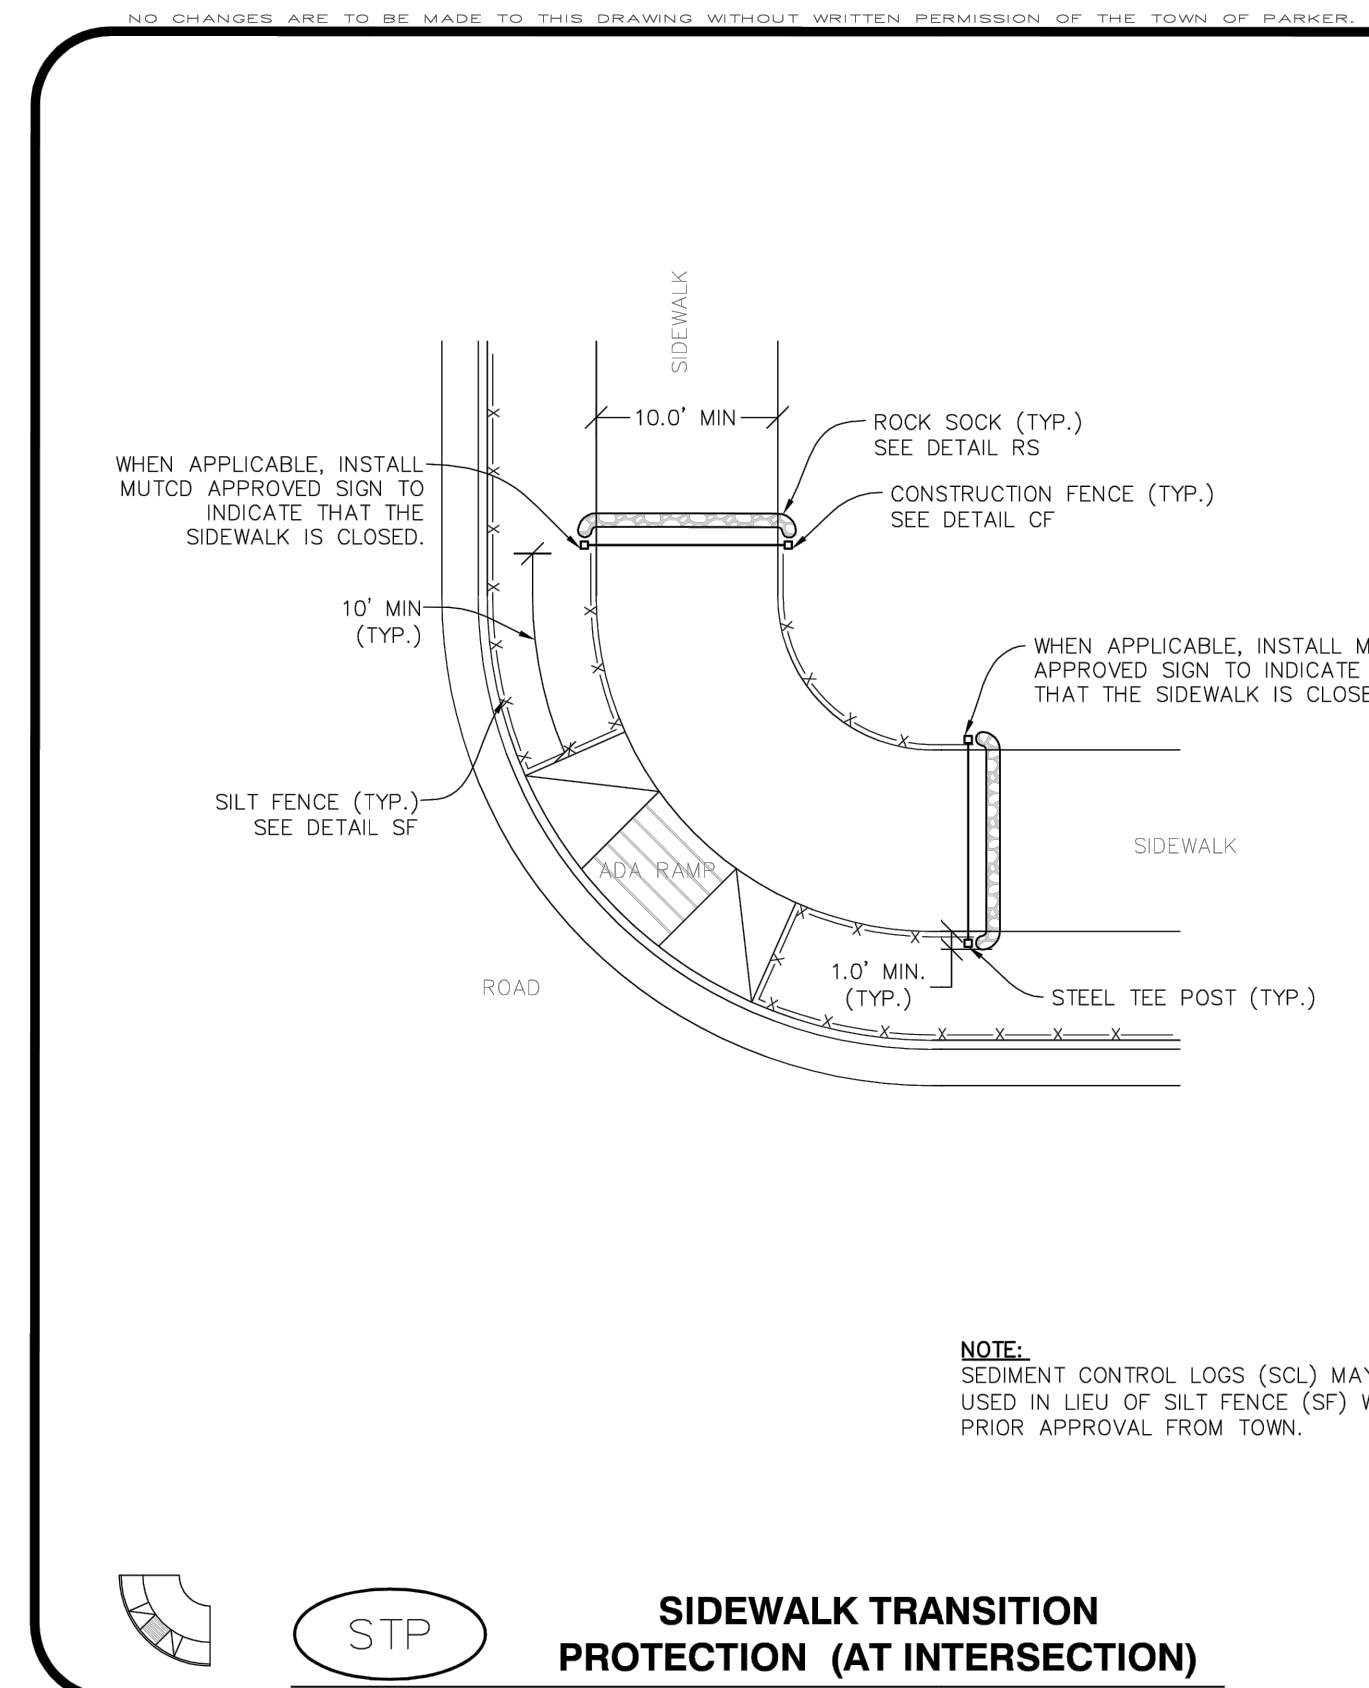 NO CHANGES ARE TO BE MADE TO THIS DRAWING WITHOUT WRITTEN PERMISSION OF THE TOWN OF PARKER.
SIDEWALK
10.0' MIN
ROCK SOCK (TYP.)
SEE DETAIL RS
WHEN APPLICABLE, INSTALL
MUTCD APPROVED SIGN TO
INDICATE THAT THE
SIDEWALK IS CLOSED.
CONSTRUCTION FENCE (TYP.)
SEE DETAIL CF
10' MIN
(TYP.)
WHEN APPLICABLE, INSTALL M
APPROVED SIGN TO INDICATE
THAT THE SIDEWALK IS CLOSE
SILT FENCE (TYP.)
SEE DETAIL SF
SIDEWALK
ADA RAMP
ROAD
1.0' MIN.
(TYP.)
STEEL TEE POST (TYP.)
NOTE:
SEDIMENT CONTROL LOGS (SCL) MAY
USED IN LIEU OF SILT FENCE (SF) W
PRIOR APPROVAL FROM TOWN.
STP
SIDEWALK TRANSITION
PROTECTION (AT INTERSECTION)